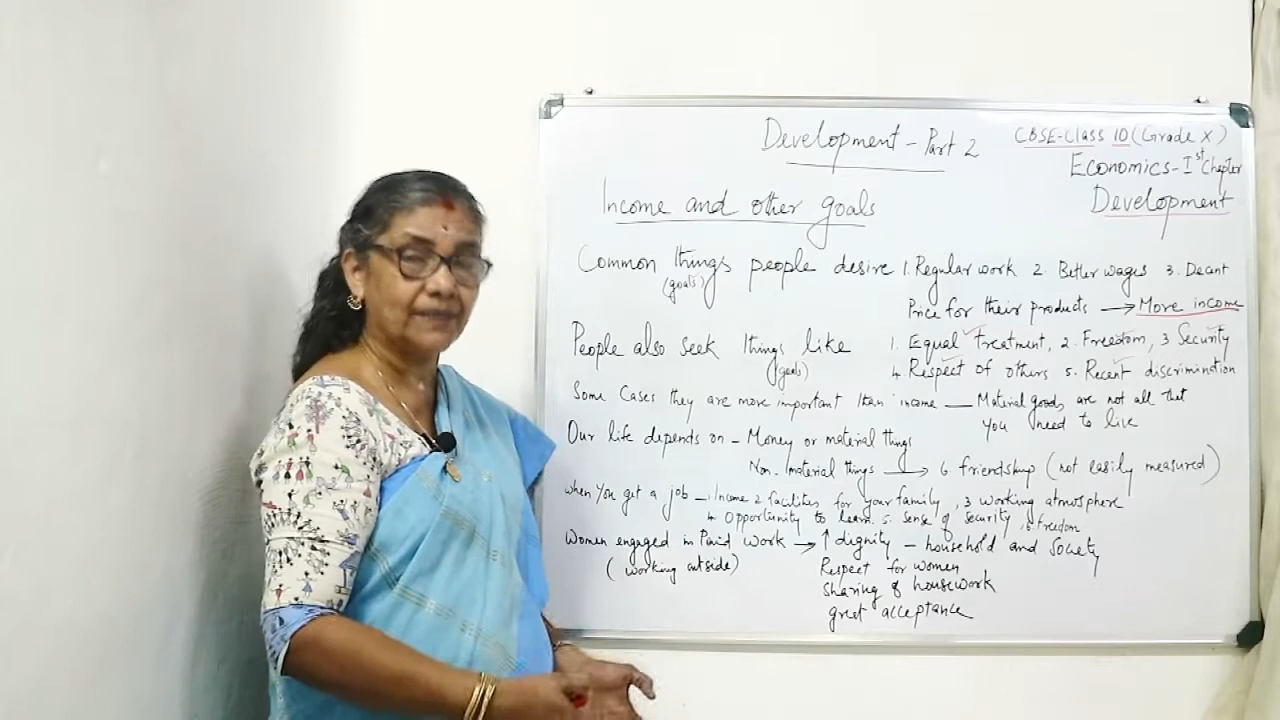 Development - Part 2
CBSE-Class 10 (Grade X)
Economics - Ist Chapter
Development
Income and other goals
Common things people desire 1. Regular work 2. Better wages 3. Decent
(goals)
Price for their products → More income
People also seek things like 1. Equal treatment, 2. Freedom, 3 Security
(goals) 4. Respect of others 5. discrimination
Some Cases they are more important than income — Material goods are not all that
you need to live
Our life depends on - Money or material things
Non-material things → 6. friendship (not easily measured)
when you get a job - 1. Income 2 facilities for your family, 3 working atmosphere
4. Opportunity to learn. 5. Sense of security, 6. Freedom
Women engaged in Paid work → ↑ dignity - household and Society
(working outside) Respect for women
Sharing of housework
acceptance